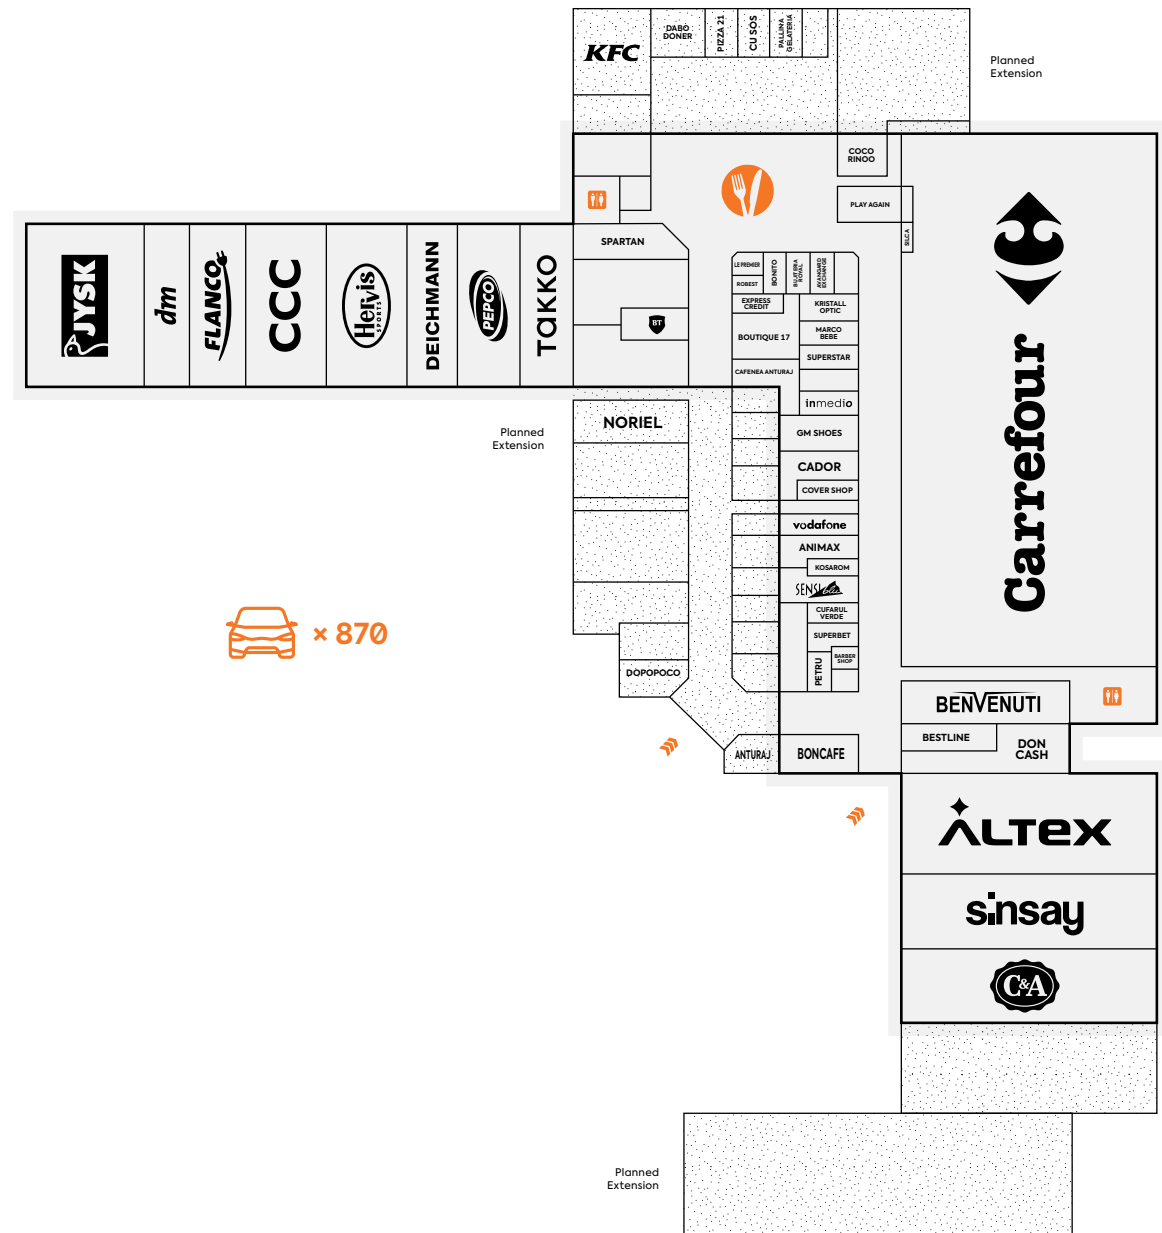 KFC
DABO
DONER
PIZZA 21
CU SOS
PALLINA
GELATERIA
Planned
Extension
COCO
RINOO
PLAY AGAIN
SILCA
SPARTAN
JYSK
dm
FLANCO
CCC
Hervis
SPORTS
DEICHMANN
PEPCO
TAKKO
BT
LE PREMIER
ROBEST
BONITO
BIJUTERIA
ROYAL
AVANGARD
EXCHANGE
EXPRESS
CREDIT
KRISTALL
OPTIC
BOUTIQUE 17
MARCO
BEBE
SUPERSTAR
CAFENEA ANTURAJ
inmedio
Carrefour
Planned
Extension
NORIEL
GM SHOES
CADOR
COVER SHOP
vodafone
ANIMAX
KOSAROM
SENSIblu
CUFARUL
VERDE
SUPERBET
PETRU
BARBER
SHOP
× 870
DOPOPOCO
BENVENUTI
BESTLINE
DON
CASH
ANTURAJ
BONCAFE
ALTEX
sinsay
C&A
Planned
Extension